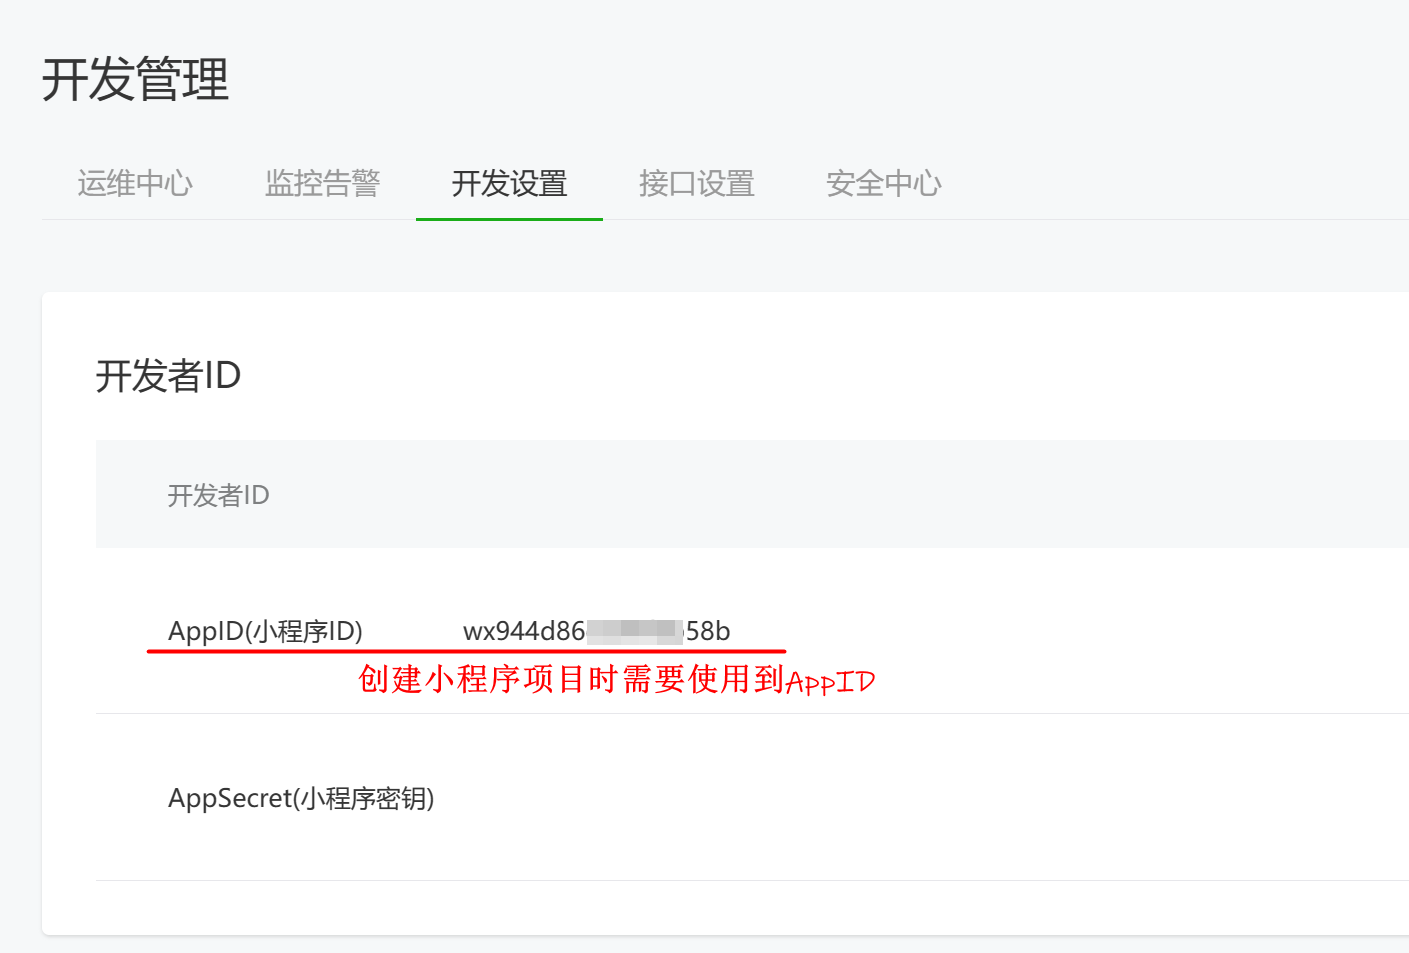 开发管理
运维中心 监控告警 开发设置 接口设置 安全中心
开发者ID
开发者ID
AppID(小程序ID) wx944d86 58b
创建小程序项目时需要使用到AppID
AppSecret(小程序密钥)